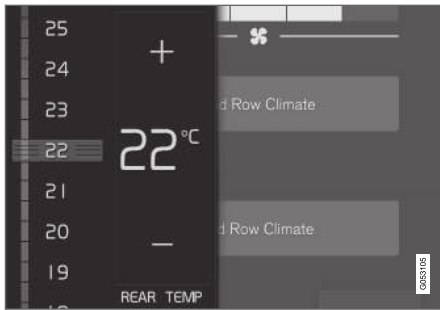 25
24
23
22
21
20
19
+
22°C
–
REAR TEMP
Row Climate
Row Climate
G053105